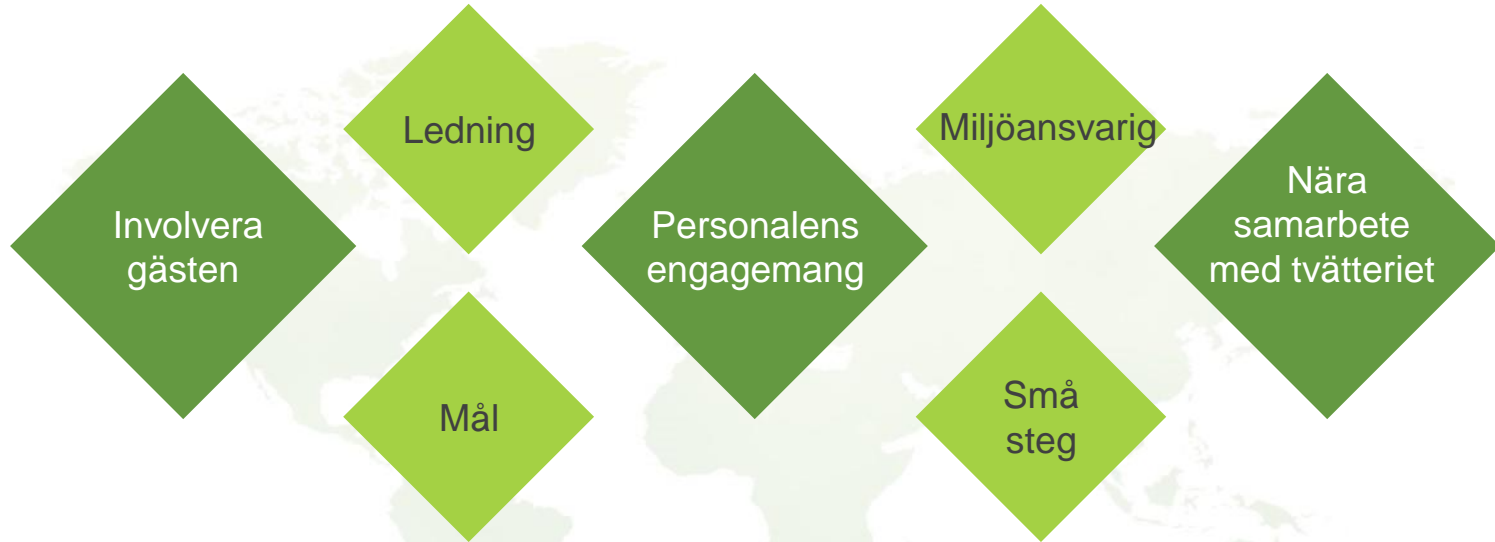 Involvera
gästen
Ledning
Mål
Personalens
engagemang
Miljöansvarig
Små
steg
Nära
samarbete
med tvätteriet